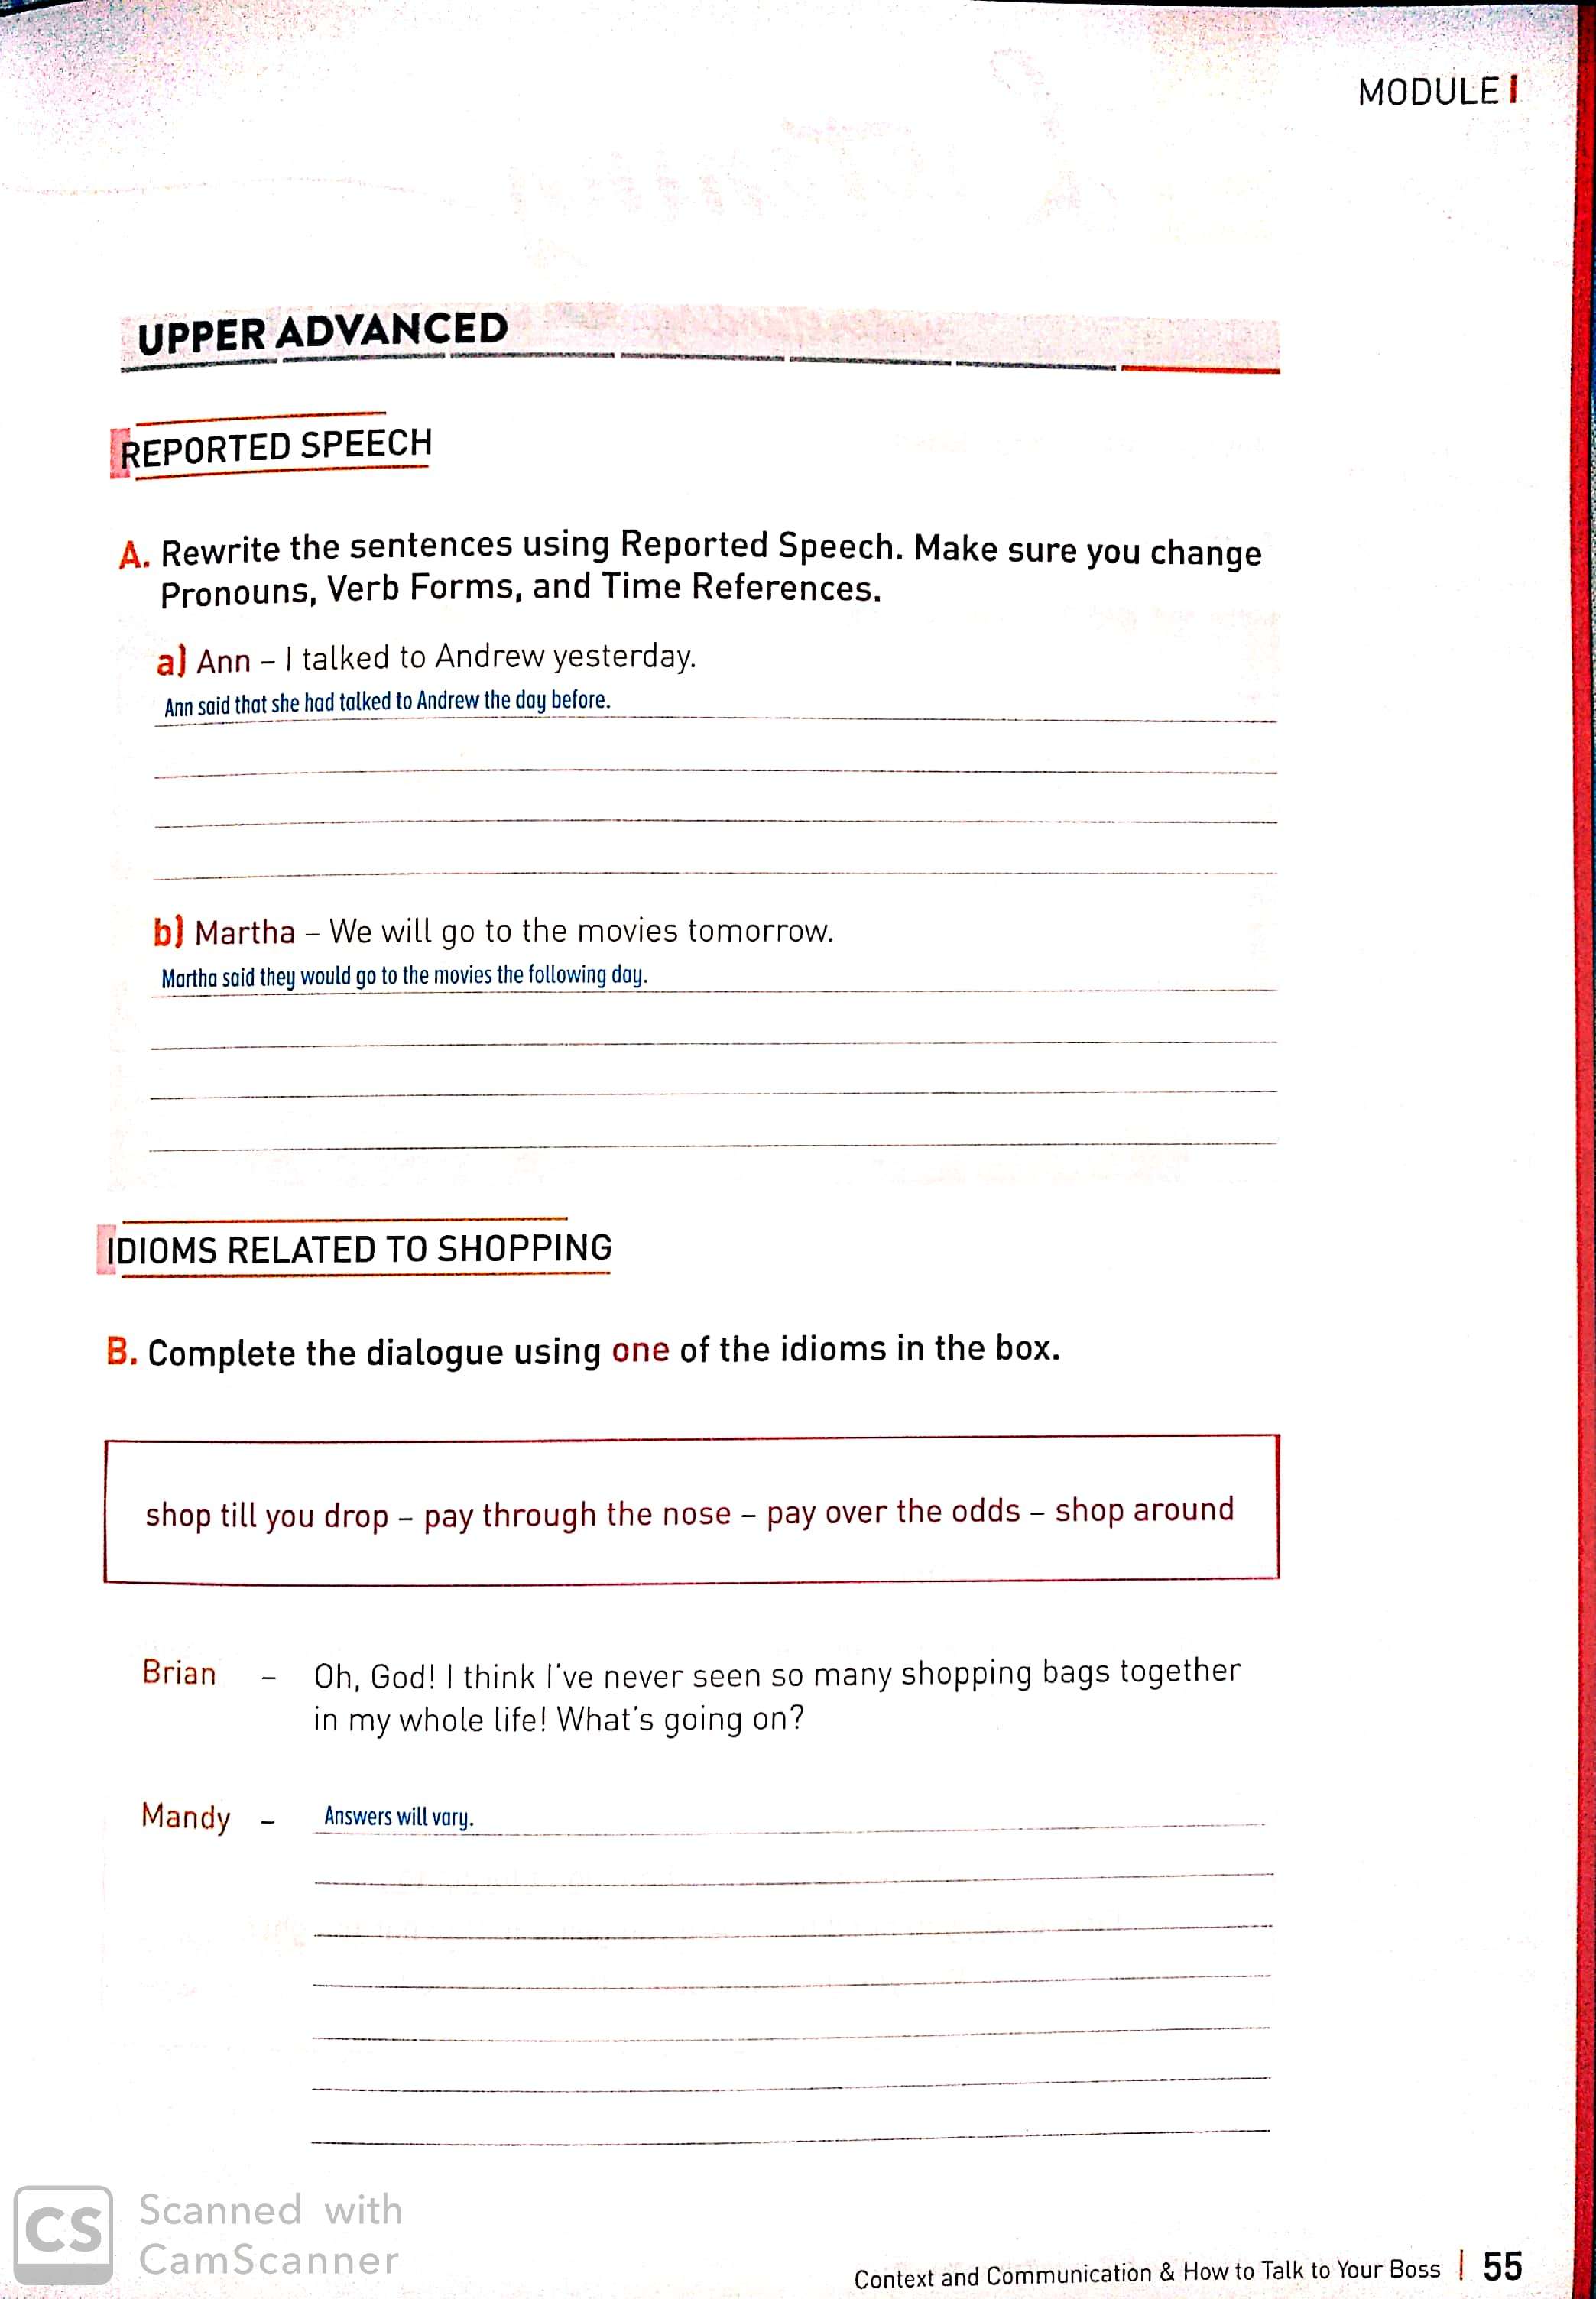 MODULE I
UPPER ADVANCED
REPORTED SPEECH
A. Rewrite the sentences using Reported Speech. Make sure you change
Pronouns, Verb Forms, and Time References.
a) Ann – I talked to Andrew yesterday.
Ann said that she had talked to Andrew the day before.
b) Martha – We will go to the movies tomorrow.
Martha said they would go to the movies the following day.
IDIOMS RELATED TO SHOPPING
B. Complete the dialogue using one of the idioms in the box.
shop till you drop – pay through the nose – pay over the odds – shop around
Brian – Oh, God! I think I've never seen so many shopping bags together
in my whole life! What's going on?
Mandy – Answers will vary.
CS Scanned with
CamScanner
Context and Communication & How to Talk to Your Boss | 55